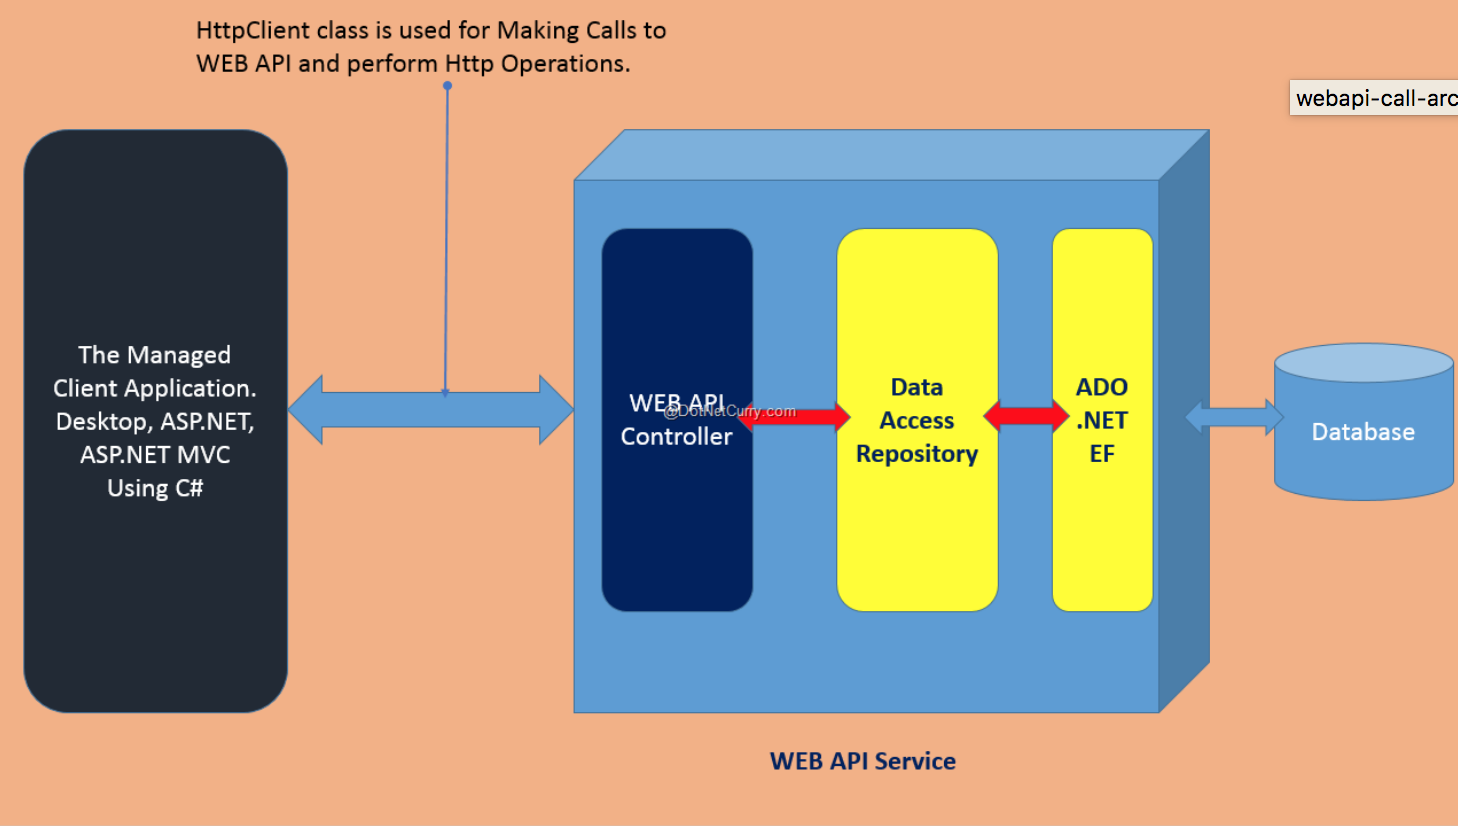 HttpClient class is used for Making Calls to
WEB API and perform Http Operations.
webapi-call-arc
The Managed
Client Application.
Desktop, ASP.NET,
ASP.NET MVC
Using C#
WEB API
Controller
@DotNetCurry.com
Data
Access
Repository
ADO
.NET
EF
Database
WEB API Service